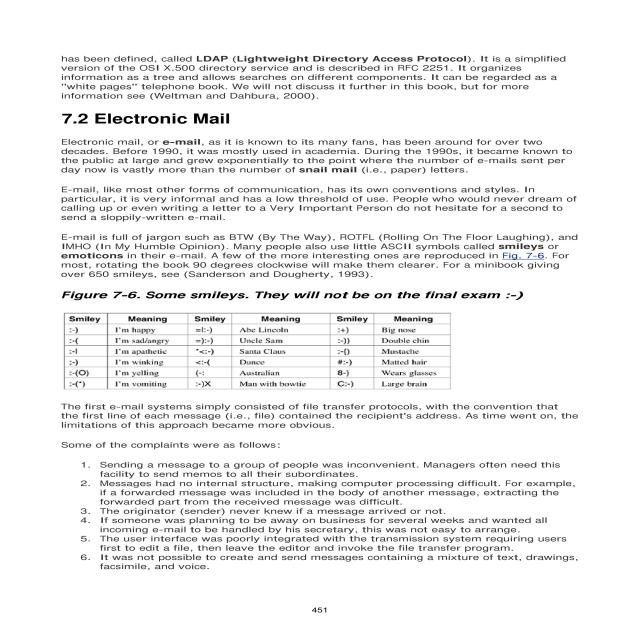 has been defined, called LDAP (Lightweight Directory Access Protocol). It is a simplified
version of the OSI X.500 directory service and is described in RFC 2251. It organizes
information as a tree and allows searches on different components. It can be regarded as a
"white pages" telephone book. We will not discuss it further in this book, but for more
information see (Weltman and Dahbura, 2000).
7.2 Electronic Mail
Electronic mail, or e-mail, as it is known to its many fans, has been around for over two
decades. Before 1990, it was mostly used in academia. During the 1990s, it became known to
the public at large and grew exponentially to the point where the number of e-mails sent per
day now is vastly more than the number of snail mail (i.e., paper) letters.
E-mail, like most other forms of communication, has its own conventions and styles. In
particular, it is very informal and has a low threshold of use. People who would never dream of
calling up or even writing a letter to a Very Important Person do not hesitate for a second to
send a sloppily-written e-mail.
E-mail is full of jargon such as BTW (By The Way), ROTFL (Rolling On The Floor Laughing), and
IMHO (In My Humble Opinion). Many people also use little ASCII symbols called smileys or
emoticons in their e-mail. A few of the more interesting ones are reproduced in Fig. 7-6. For
most, rotating the book 90 degrees clockwise will make them clearer. For a minibook giving
over 650 smileys, see (Sanderson and Dougherty, 1993).
Figure 7-6. Some smileys. They will not be on the final exam :-)
Smiley Meaning Smiley Meaning Smiley Meaning
:-) I'm happy =|:-) Abe Lincoln :+) Big nose
:-( I'm sad/angry =):-) Uncle Sam :-)) Double chin
:-| I'm apathetic *<:-) Santa Claus :-{) Mustache
;-) I'm winking <:-( Dunce #:-) Matted hair
:-(O) I'm yelling (-: Australian 8-) Wears glasses
:-(*) I'm vomiting :-)X Man with bowtie C:-) Large brain
The first e-mail systems simply consisted of file transfer protocols, with the convention that
the first line of each message (i.e., file) contained the recipient's address. As time went on, the
limitations of this approach became more obvious.
Some of the complaints were as follows:
1. Sending a message to a group of people was inconvenient. Managers often need this
facility to send memos to all their subordinates.
2. Messages had no internal structure, making computer processing difficult. For example,
if a forwarded message was included in the body of another message, extracting the
forwarded part from the received message was difficult.
3. The originator (sender) never knew if a message arrived or not.
4. If someone was planning to be away on business for several weeks and wanted all
incoming e-mail to be handled by his secretary, this was not easy to arrange.
5. The user interface was poorly integrated with the transmission system requiring users
first to edit a file, then leave the editor and invoke the file transfer program.
6. It was not possible to create and send messages containing a mixture of text, drawings,
facsimile, and voice.
451